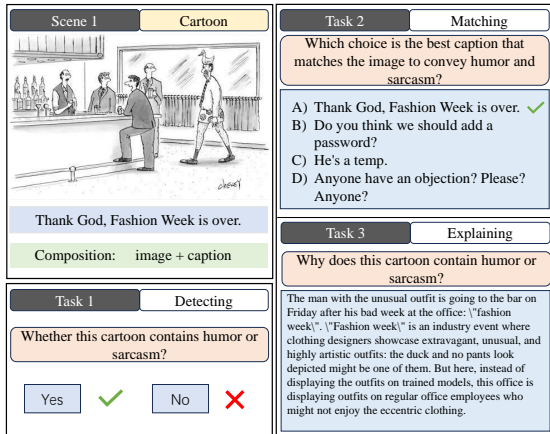 Scene 1
Cartoon
CHENEY
Thank God, Fashion Week is over.
Composition: image + caption
Task 1
Detecting
Whether this cartoon contains humor or
sarcasm?
Yes
No
Task 2
Matching
Which choice is the best caption that
matches the image to convey humor and
sarcasm?
A) Thank God, Fashion Week is over.
B) Do you think we should add a
password?
C) He's a temp.
D) Anyone have an objection? Please?
Anyone?
Task 3
Explaining
Why does this cartoon contain humor or
sarcasm?
The man with the unusual outfit is going to the bar on
Friday after his bad week at the office: \"fashion
week\". \"Fashion week\" is an industry event where
clothing designers showcase extravagant, unusual, and
highly artistic outfits: the duck and no pants look
depicted might be one of them. But here, instead of
displaying the outfits on trained models, this office is
displaying outfits on regular office employees who
might not enjoy the eccentric clothing.